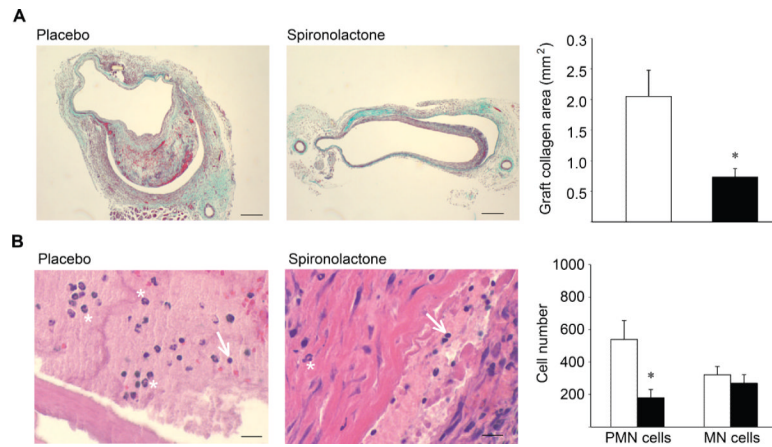 A
Placebo
Spironolactone
Graft collagen area (mm²)
0.3
2.0
1.5
1.0
0.5
*
B
Placebo
Spironolactone
*
*
*
*
Cell number
1000
800
600
400
200
*
PMN cells
MN cells